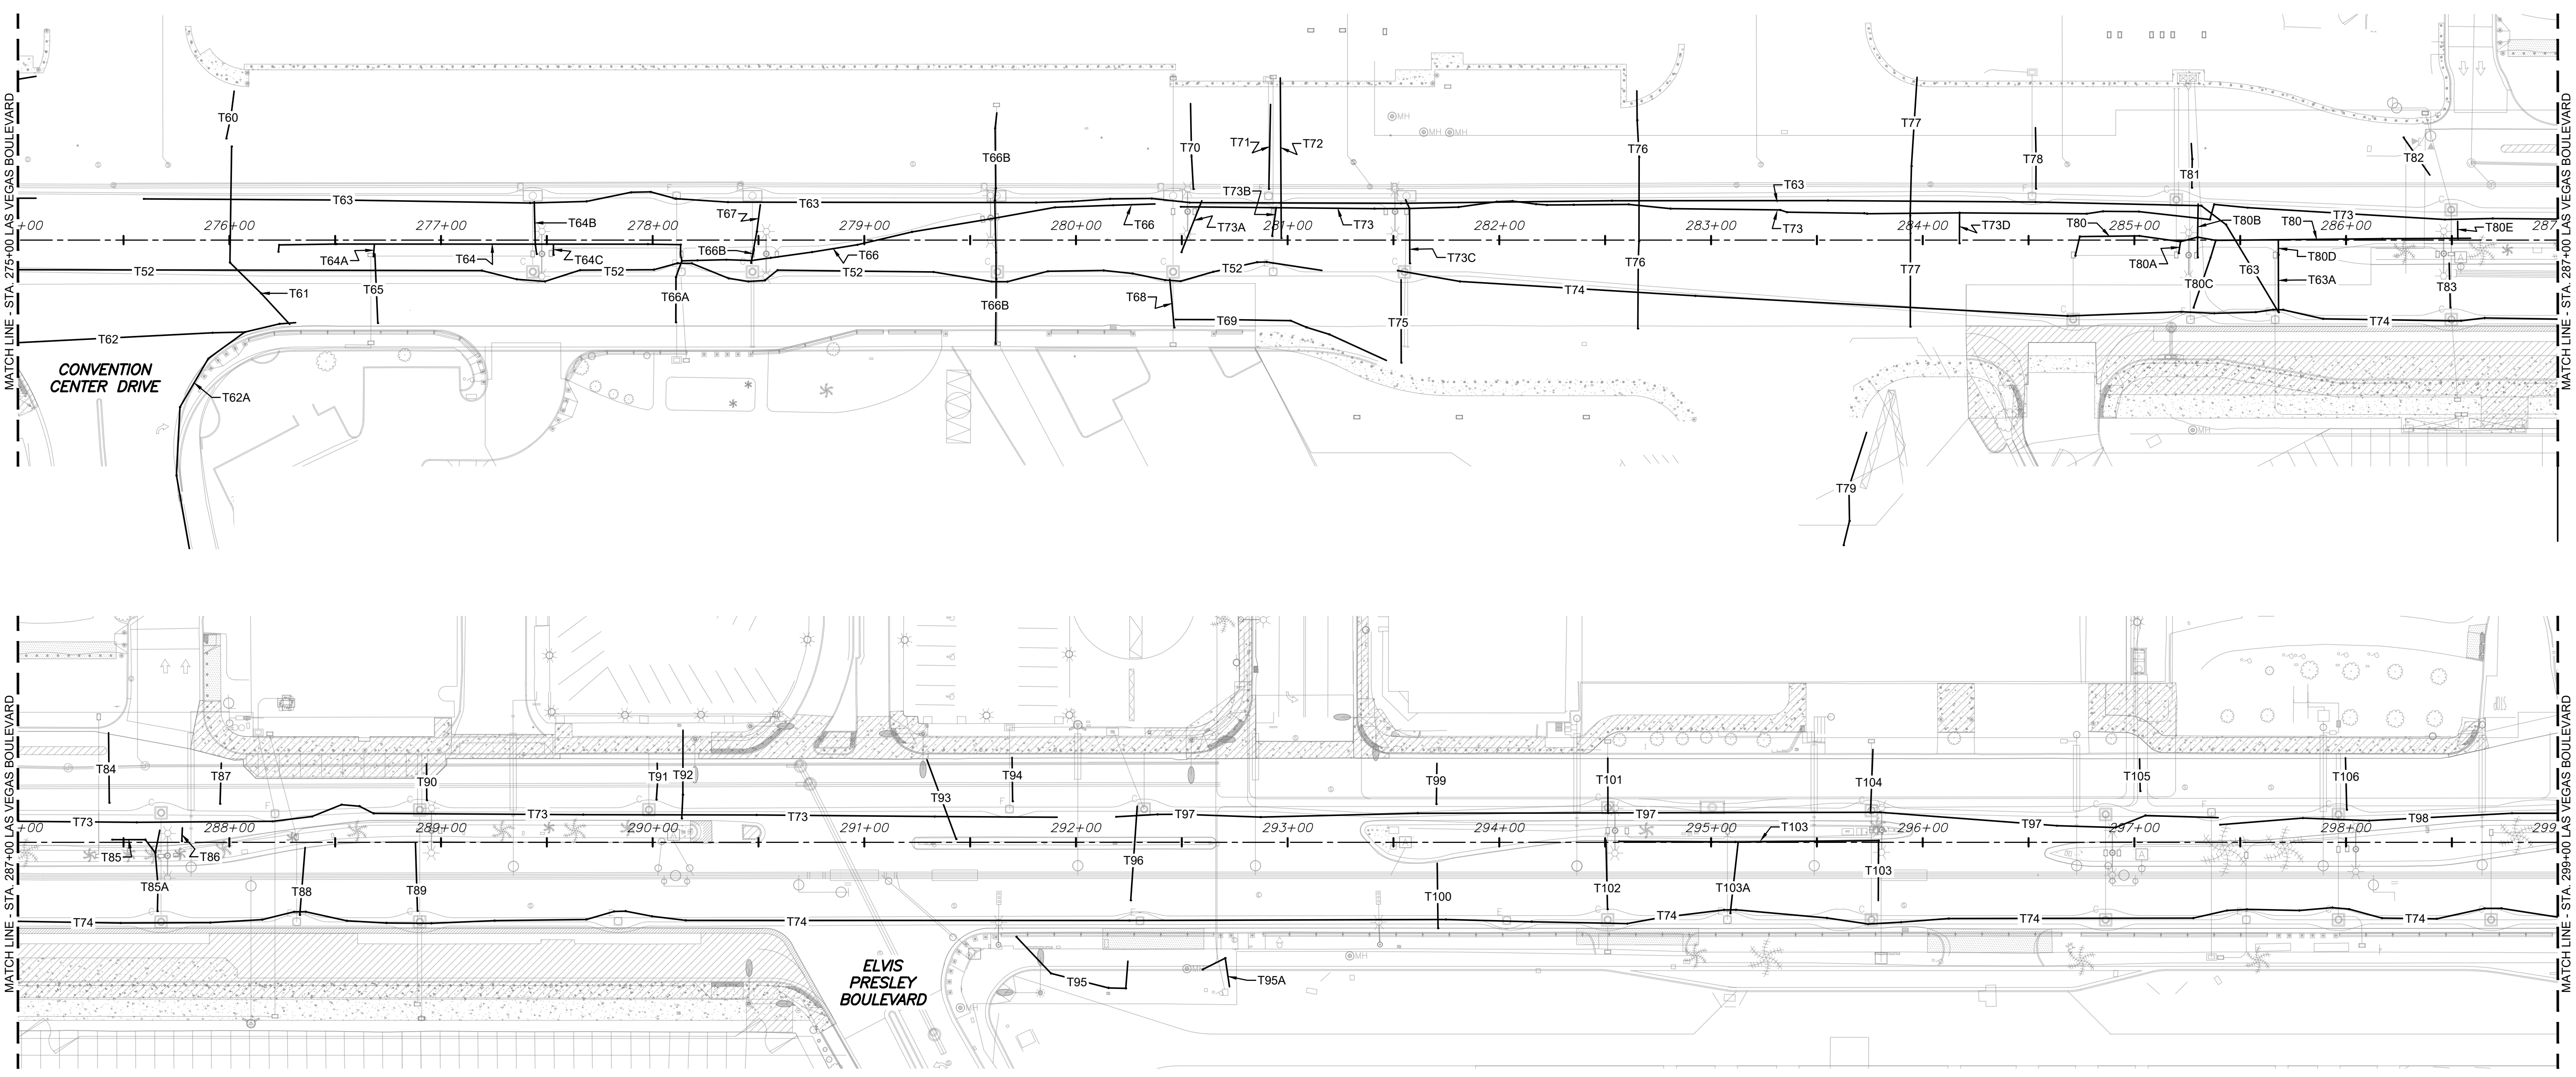 MATCH LINE - STA. 275+00 LAS VEGAS BOULEVARD
MATCH LINE - STA. 287+00 LAS VEGAS BOULEVARD
MH
MH MH
T60
T66B
T70
T71
T72
T76
T77
T78
T81
T82
T63
T63
T64B
T67
T73B
T63
T66
T73A
T73
T73
T73D
T80
T80B
T80
T73
T80E
+00
276+00
277+00
278+00
279+00
280+00
281+00
282+00
283+00
284+00
285+00
286+00
287
T64A
T64
T64C
T66B
T66
T73C
T76
T80A
T80D
T52
T52
T52
T52
T77
T63
T61
T65
T66A
T66B
T68
T69
T74
T75
T80C
T63A
T83
T62
T74
CONVENTION
CENTER DRIVE
T62A
MH
T79
MATCH LINE - STA. 287+00 LAS VEGAS BOULEVARD
MATCH LINE - STA. 299+00 LAS VEGAS BOULEVARD
T84
T87
T90
T91
T92
T93
T94
T99
T101
T104
T105
T106
T73
T73
T73
T97
T97
T97
T98
+00
288+00
289+00
290+00
291+00
292+00
293+00
294+00
295+00
296+00
297+00
298+00
299
T85
T86
T103
T85A
T88
T89
T96
T100
T102
T103A
T103
T74
T74
T74
T74
T74
ELVIS
PRESLEY
BOULEVARD
T95
T95A
MH
MH
MH